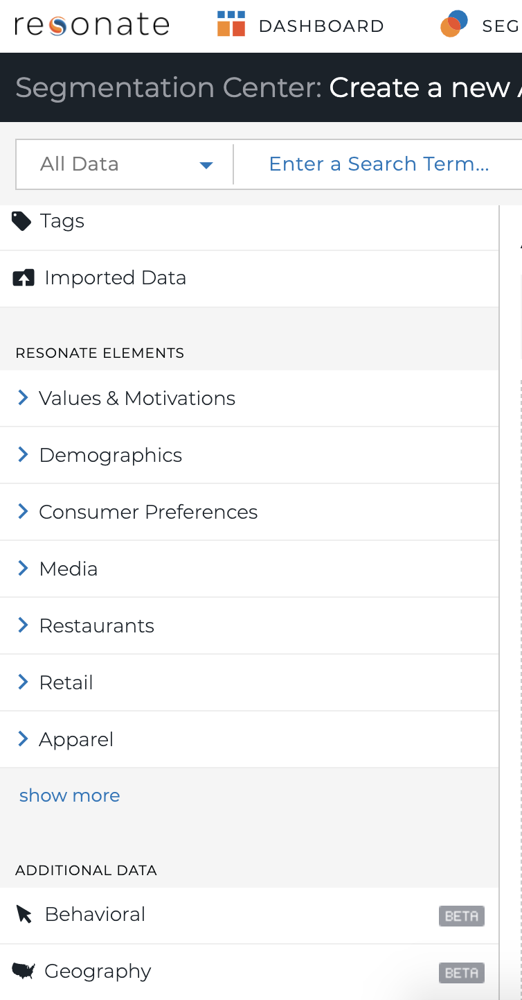 resonate
DASHBOARD
SEG
Segmentation Center: Create a new
All Data
Enter a Search Term...
Tags
Imported Data
RESONATE ELEMENTS
Values & Motivations
Demographics
Consumer Preferences
Media
Restaurants
Retail
Apparel
show more
ADDITIONAL DATA
Behavioral
BETA
Geography
BETA